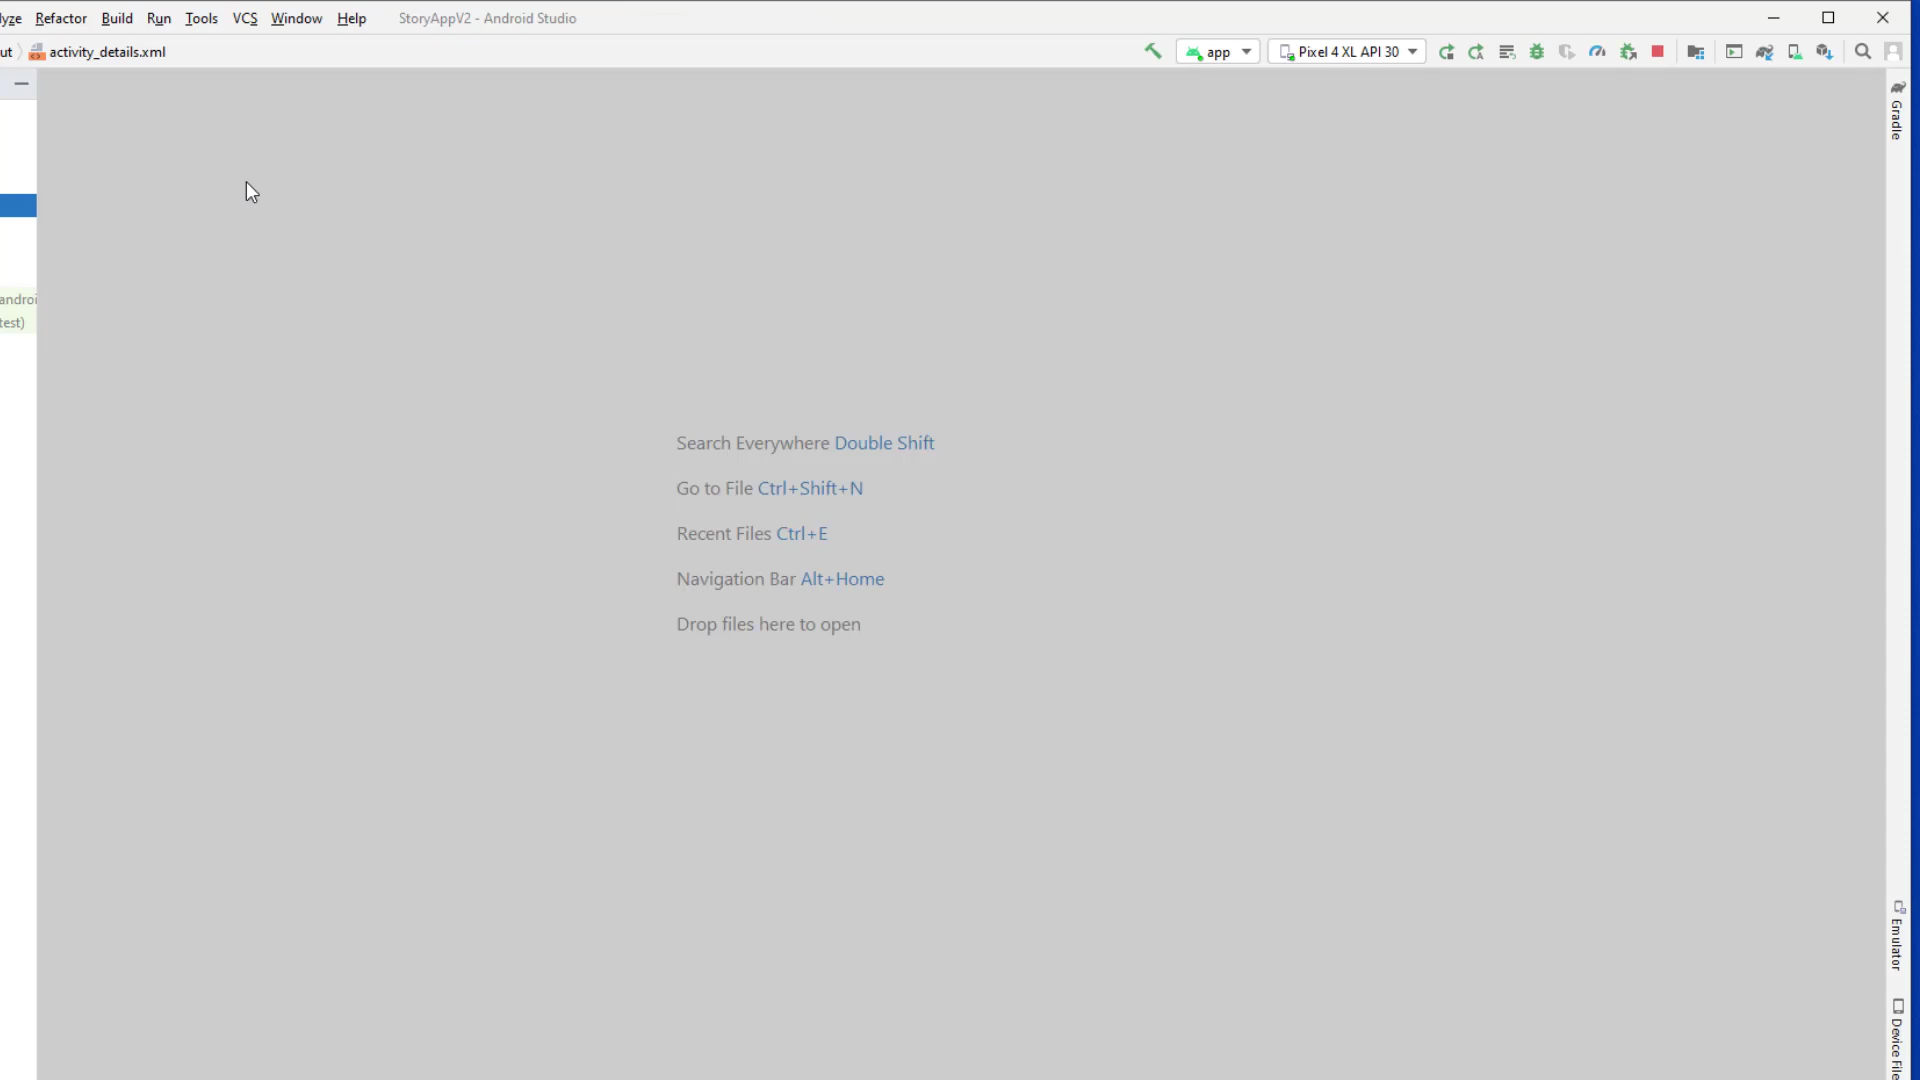 lyze Refactor Build Run Tools VCS Window Help StoryAppV2 - Android Studio
ut activity_details.xml app Pixel 4 XL API 30
Gradle
androi
test)
Search Everywhere Double Shift
Go to File Ctrl+Shift+N
Recent Files Ctrl+E
Navigation Bar Alt+Home
Drop files here to open
Emulator
Device File